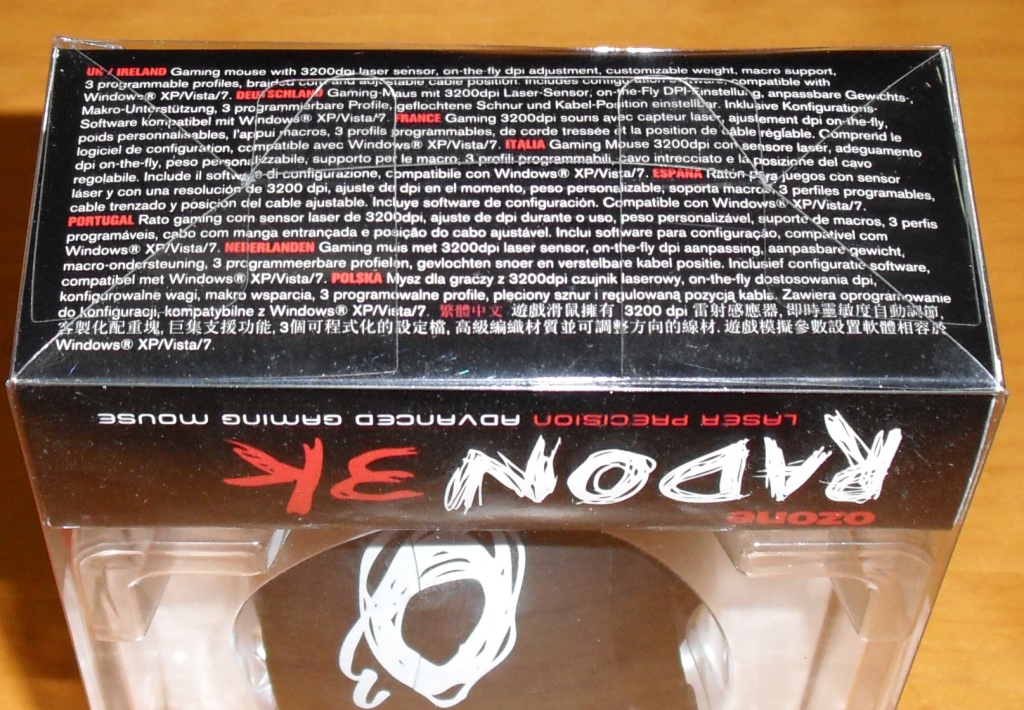 UK / IRELAND Gaming mouse with 3200dpi laser sensor, on-the-fly dpi adjustment, customizable weight, macro support,
3 programmable profiles, braided cord and adjustable cable position. Includes configuration software, compatible with
Windows® XP/Vista/7. DEUTSCHLAND Gaming-Maus mit 3200dpi Laser-Sensor, on-the-Fly DPI-Einstellung, anpassbare Gewichts-,
Makro-Unterstützung, 3 programmierbare Profile, geflochtene Schnur und Kabel-Position einstellbar. Inklusive Konfigurations-
Software kompatibel mit Windows® XP/Vista/7. FRANCE Gaming 3200dpi souris avec capteur laser, ajustement dpi on-the-fly,
poids personnalisables, l'appui macros, 3 profils programmables, de corde tressée et la position de câble réglable. Comprend le
logiciel de configuration, compatible avec Windows® XP/Vista/7. ITALIA Gaming Mouse 3200dpi con sensore laser, adeguamento
dpi on-the-fly, peso personalizzabile, supporto per le macro, 3 profili programmabili, cavo intrecciato e la posizione del cavo
regolabile. Include il software di configurazione, compatibile con Windows® XP/Vista/7. ESPAÑA Ratón para juegos con sensor
láser y con una resolución de 3200 dpi, ajuste de dpi en el momento, peso personalizable, soporta macros, 3 perfiles programables,
cable trenzado y posición del cable ajustable. Incluye software de configuración. Compatible con Windows® XP/Vista/7.
PORTUGAL Rato gaming com sensor laser de 3200dpi, ajuste de dpi durante o uso, peso personalizável, suporte de macros, 3 perfis
programáveis, cabo com manga entrançada e posição do cabo ajustável. Inclui software para configuração, compatível com
Windows® XP/Vista/7. NEDERLANDEN Gaming muis met 3200dpi laser sensor, on-the-fly dpi aanpassing, aanpasbare gewicht,
macro-ondersteuning, 3 programmeerbare profielen, gevlochten snoer en verstelbare kabel positie. Inclusief configuratie software,
compatibel met Windows® XP/Vista/7. POLSKA Mysz dla graczy z 3200dpi czujnik laserowy, on-the-fly dostosowania dpi,
konfigurowalne wagi, makro wsparcia, 3 programowalne profile, pleciony sznur i regulowana pozycja kabla. Zawiera oprogramowanie
do konfiguracji, kompatybilne z Windows® XP/Vista/7. 繁體中文 遊戲滑鼠擁有 3200 dpi 雷射感應器, 即時靈敏度自動調節,
客製化配重塊, 巨集支援功能, 3個可程式化的設定檔, 高級編織材質並可調整方向的線材. 遊戲模擬參數設置軟體相容於
Windows® XP/Vista/7.
LASER PRECISION ADVANCED GAMING MOUSE
RADON 3K
ozone